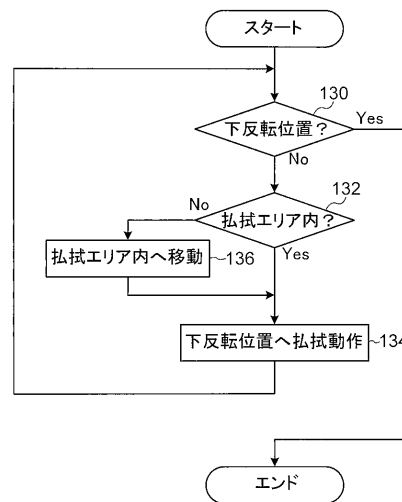 スタート
130
下反転位置?
Yes
No
132
No
払拭エリア内?
Yes
払拭エリア内へ移動
136
下反転位置へ払拭動作
134
エンド